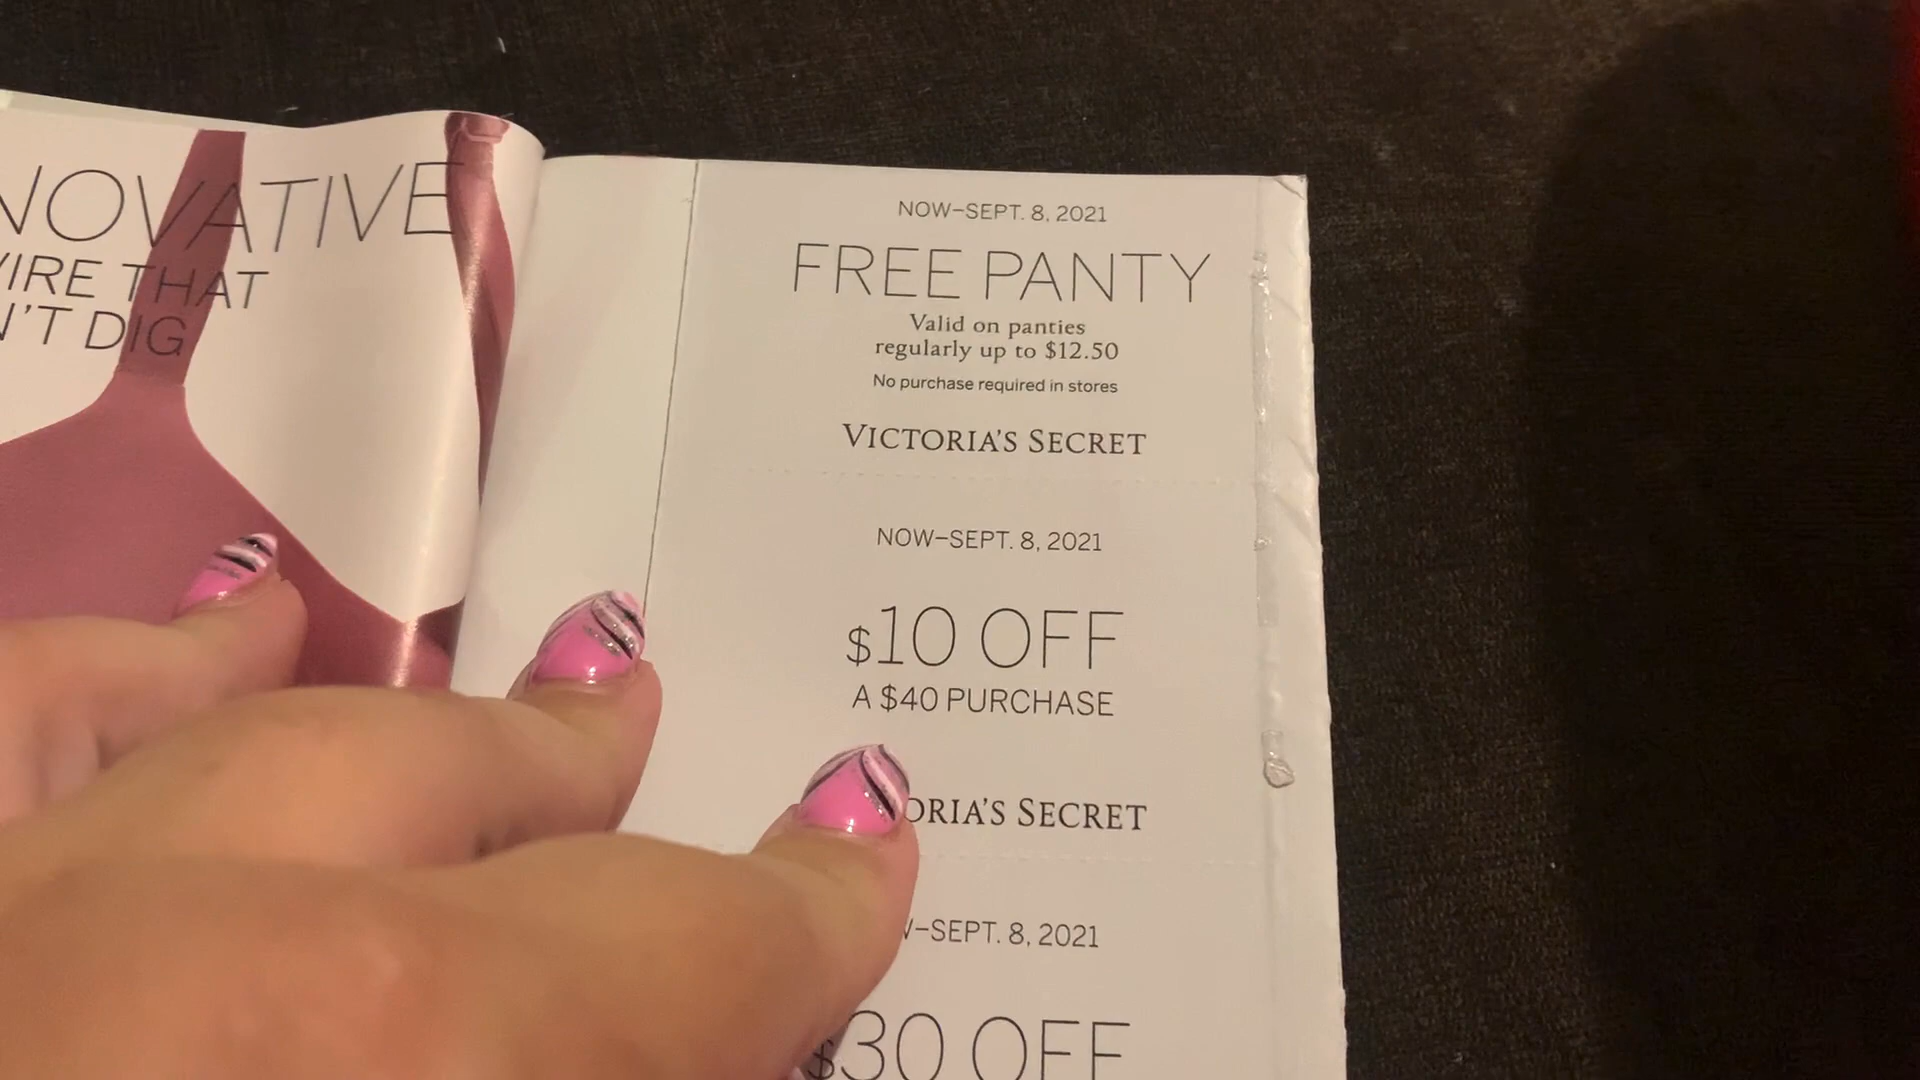 NOVATIVE
IRE THAT
N'T DIG
NOW–SEPT. 8, 2021
FREE PANTY
Valid on panties
regularly up to $12.50
No purchase required in stores
VICTORIA'S SECRET
NOW–SEPT. 8, 2021
$10 OFF
A $40 PURCHASE
ORIA'S SECRET
–SEPT. 8, 2021
$30 OFF